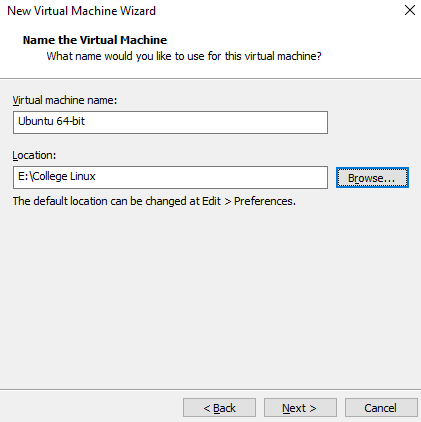 New Virtual Machine Wizard
Name the Virtual Machine
What name would you like to use for this virtual machine?
Virtual machine name:
Ubuntu 64-bit
Location:
E:\College Linux
Browse...
The default location can be changed at Edit > Preferences.
< Back
Next >
Cancel